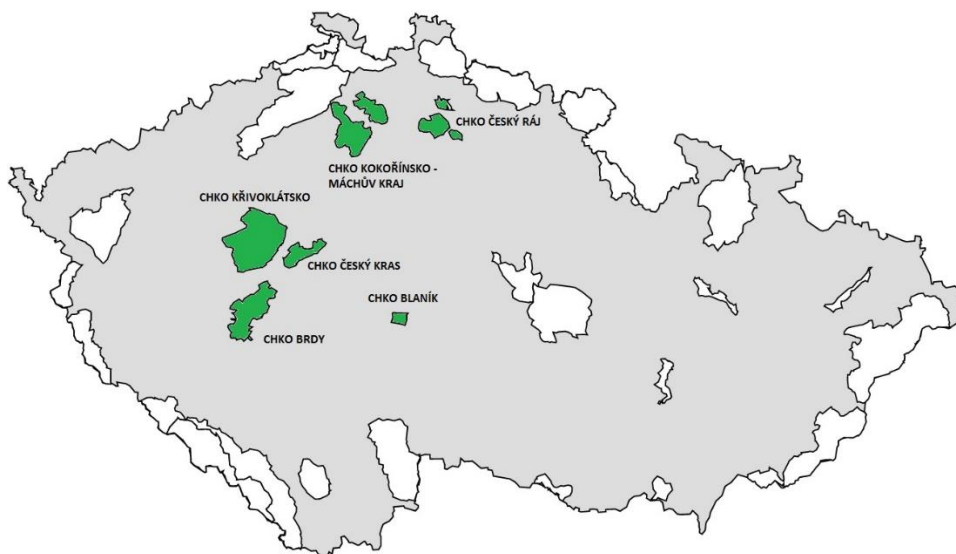 CHKO ČESKÝ RÁJ
CHKO KOKOŘÍNSKO -
MÁCHŮV KRAJ
CHKO KŘIVOKLÁTSKO
CHKO ČESKÝ KRAS
CHKO BLANÍK
CHKO BRDY